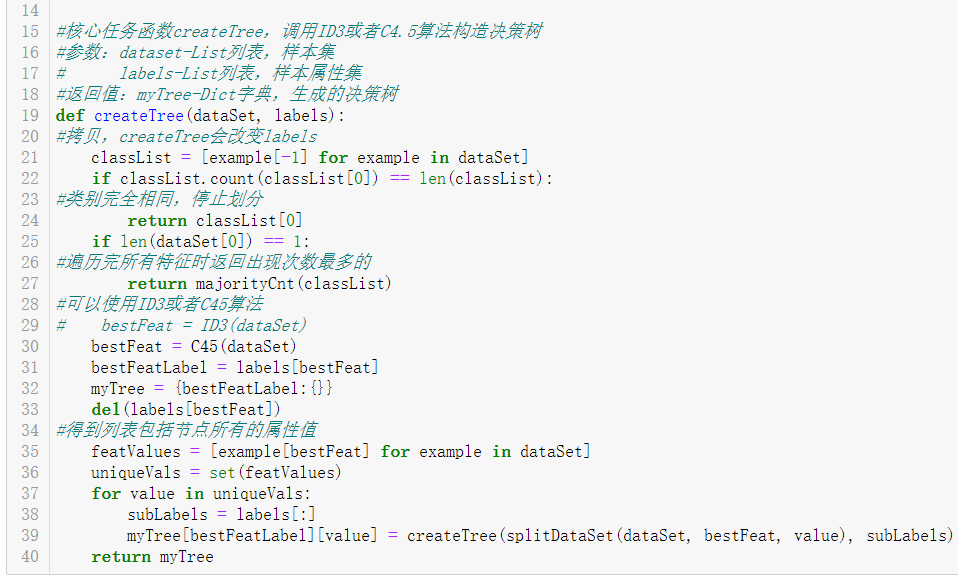 14
15 #核心任务函数createTree，调用ID3或者C4.5算法构造决策树
16 #参数：dataset-List列表，样本集
17 #      labels-List列表，样本属性集
18 #返回值：myTree-Dict字典，生成的决策树
19 def createTree(dataSet, labels):
20 #拷贝，createTree会改变labels
21     classList = [example[-1] for example in dataSet]
22     if classList.count(classList[0]) == len(classList):
23 #类别完全相同，停止划分
24         return classList[0]
25     if len(dataSet[0]) == 1:
26 #遍历完所有特征时返回出现次数最多的
27         return majorityCnt(classList)
28 #可以使用ID3或者C45算法
29 #    bestFeat = ID3(dataSet)
30     bestFeat = C45(dataSet)
31     bestFeatLabel = labels[bestFeat]
32     myTree = {bestFeatLabel:{}}
33     del(labels[bestFeat])
34 #得到列表包括节点所有的属性值
35     featValues = [example[bestFeat] for example in dataSet]
36     uniqueVals = set(featValues)
37     for value in uniqueVals:
38         subLabels = labels[:]
39         myTree[bestFeatLabel][value] = createTree(splitDataSet(dataSet, bestFeat, value), subLabels)
40     return myTree